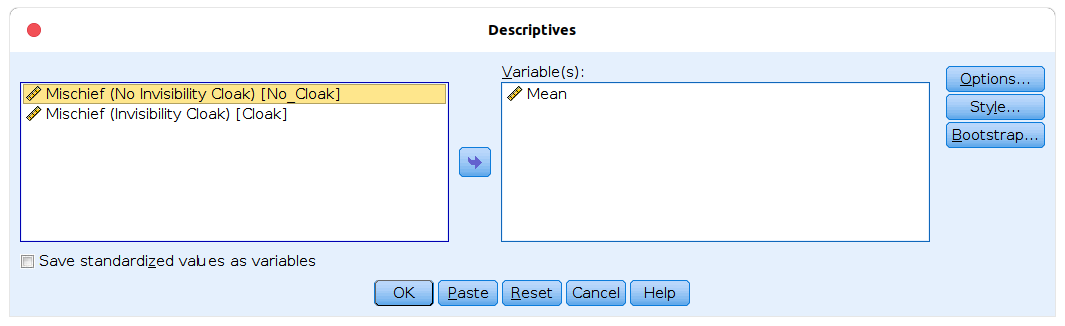 Descriptives
Mischief (No Invisibility Cloak) [No_Cloak]
Mischief (Invisibility Cloak) [Cloak]
Variable(s):
Mean
Options...
Style...
Bootstrap...
Save standardized values as variables
OK Paste Reset Cancel Help